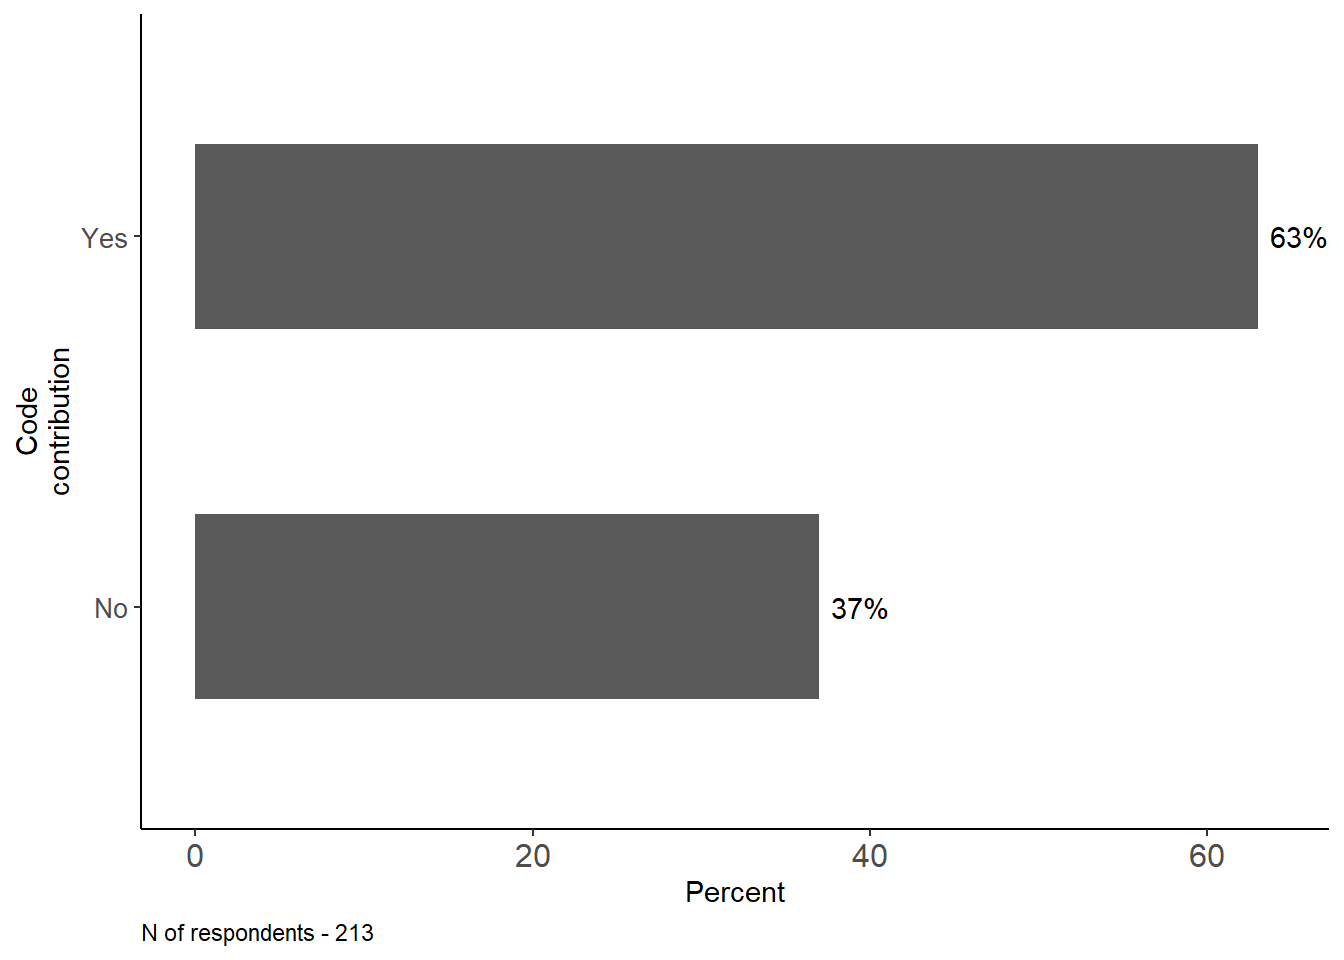 Code
contribution
Yes
63%
No
37%
0 20 40 60
Percent
N of respondents - 213